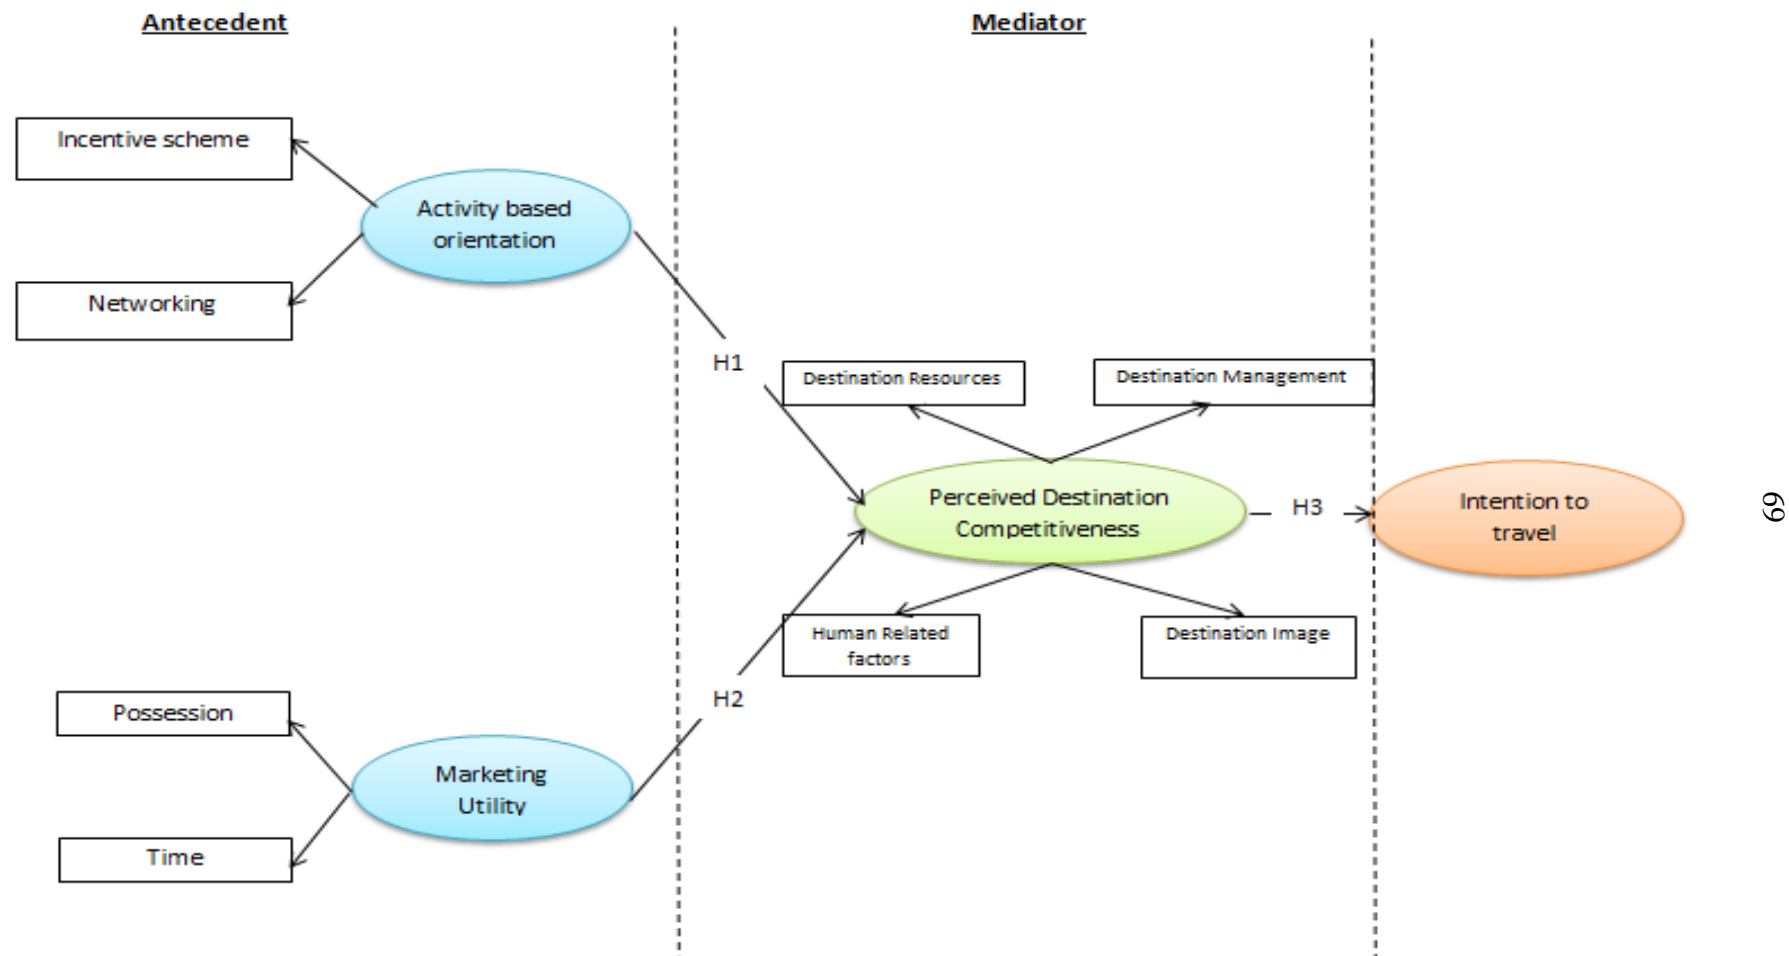 Antecedent
Mediator
Incentive scheme
Activity based
orientation
Networking
H1
Destination Resources
Destination Management
Perceived Destination
Competitiveness
H3
Intention to
travel
69
Human Related
factors
Destination Image
H2
Possession
Marketing
Utility
Time